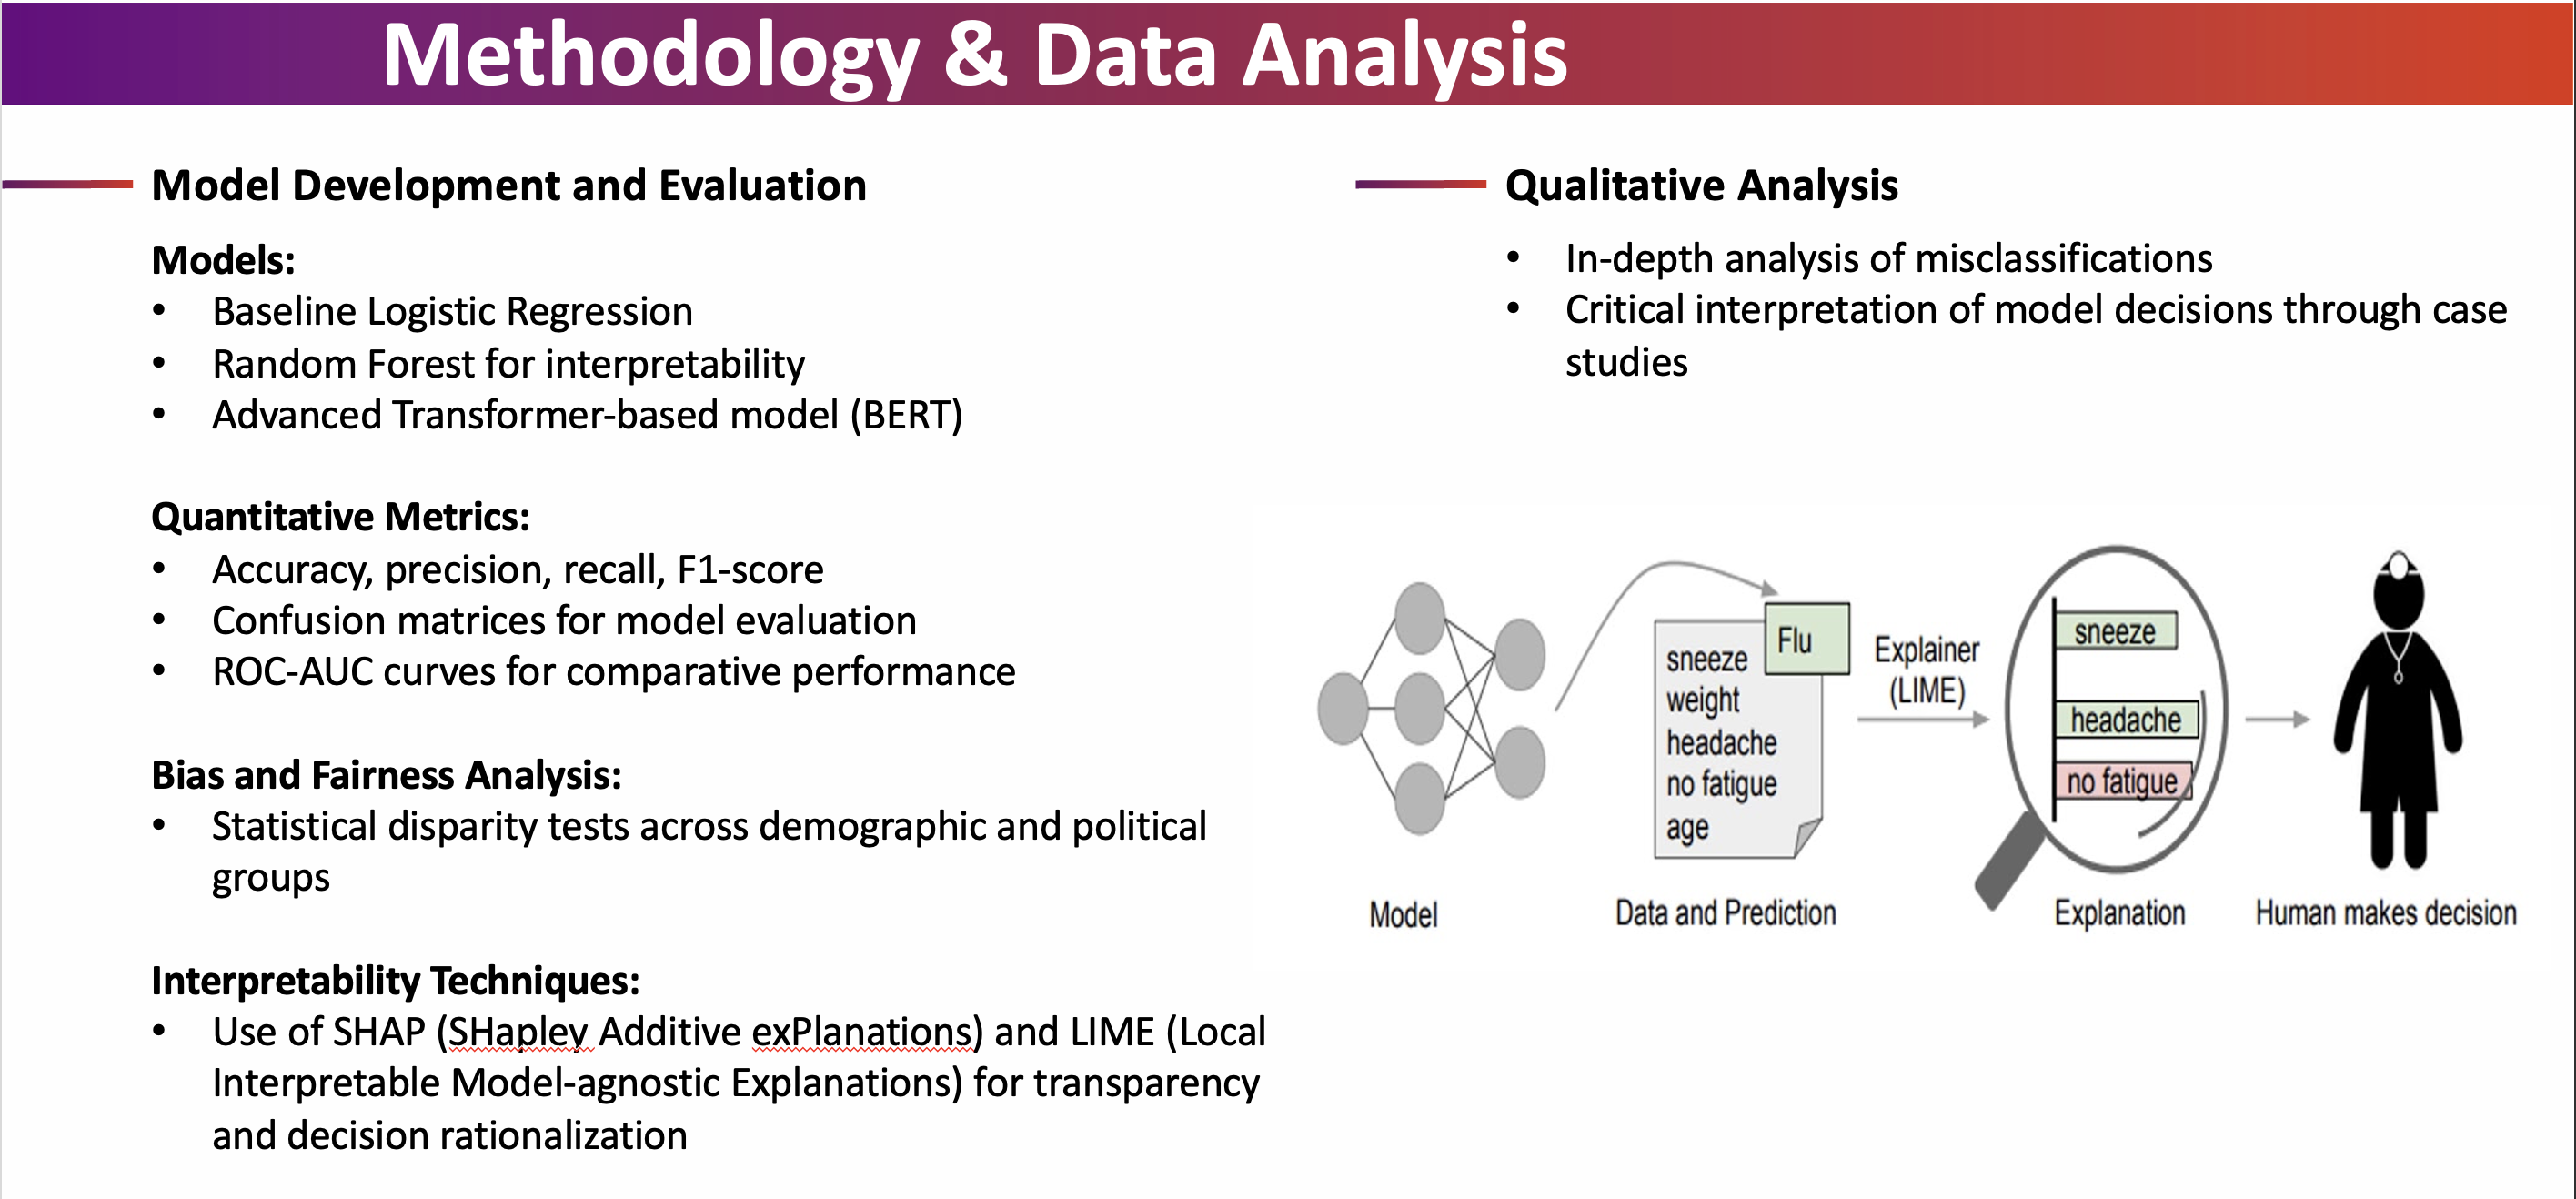 Methodology & Data Analysis
Model Development and Evaluation
Models:
• Baseline Logistic Regression
• Random Forest for interpretability
• Advanced Transformer-based model (BERT)
Quantitative Metrics:
• Accuracy, precision, recall, F1-score
• Confusion matrices for model evaluation
• ROC-AUC curves for comparative performance
Bias and Fairness Analysis:
• Statistical disparity tests across demographic and political
groups
Interpretability Techniques:
• Use of SHAP (SHapley Additive exPlanations) and LIME (Local
Interpretable Model-agnostic Explanations) for transparency
and decision rationalization
Qualitative Analysis
• In-depth analysis of misclassifications
• Critical interpretation of model decisions through case
studies
Model
Flu
sneeze
weight
headache
no fatigue
age
Data and Prediction
Explainer
(LIME)
sneeze
headache
no fatigue
Explanation
Human makes decision